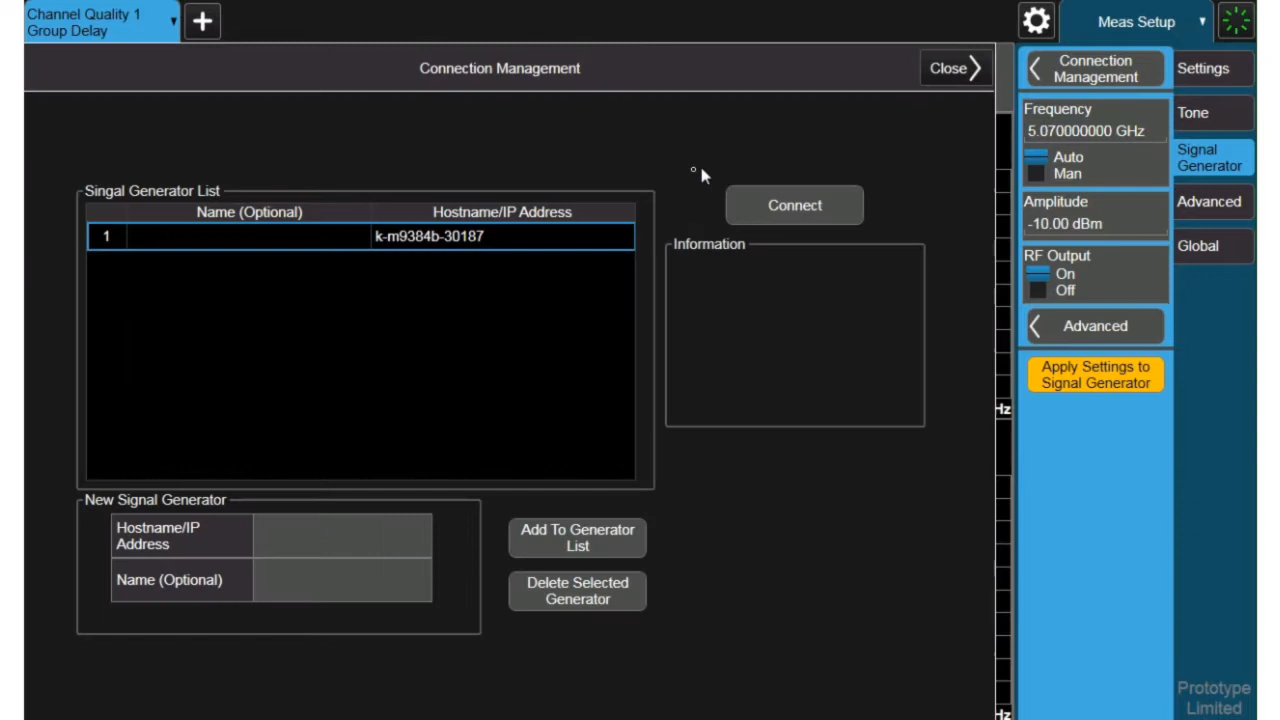 Channel Quality 1
Group Delay
Meas Setup
Connection Management
Close
Connection
Management
Settings
Frequency
5.070000000 GHz
Auto
Man
Tone
Signal
Generator
Amplitude
-10.00 dBm
Advanced
RF Output
On
Off
Global
Advanced
Apply Settings to
Signal Generator
Singal Generator List
Name (Optional) Hostname/IP Address
1 k-m9384b-30187
Connect
Information
Hz
New Signal Generator
Hostname/IP
Address
Name (Optional)
Add To Generator
List
Delete Selected
Generator
Prototype
Limited
Hz